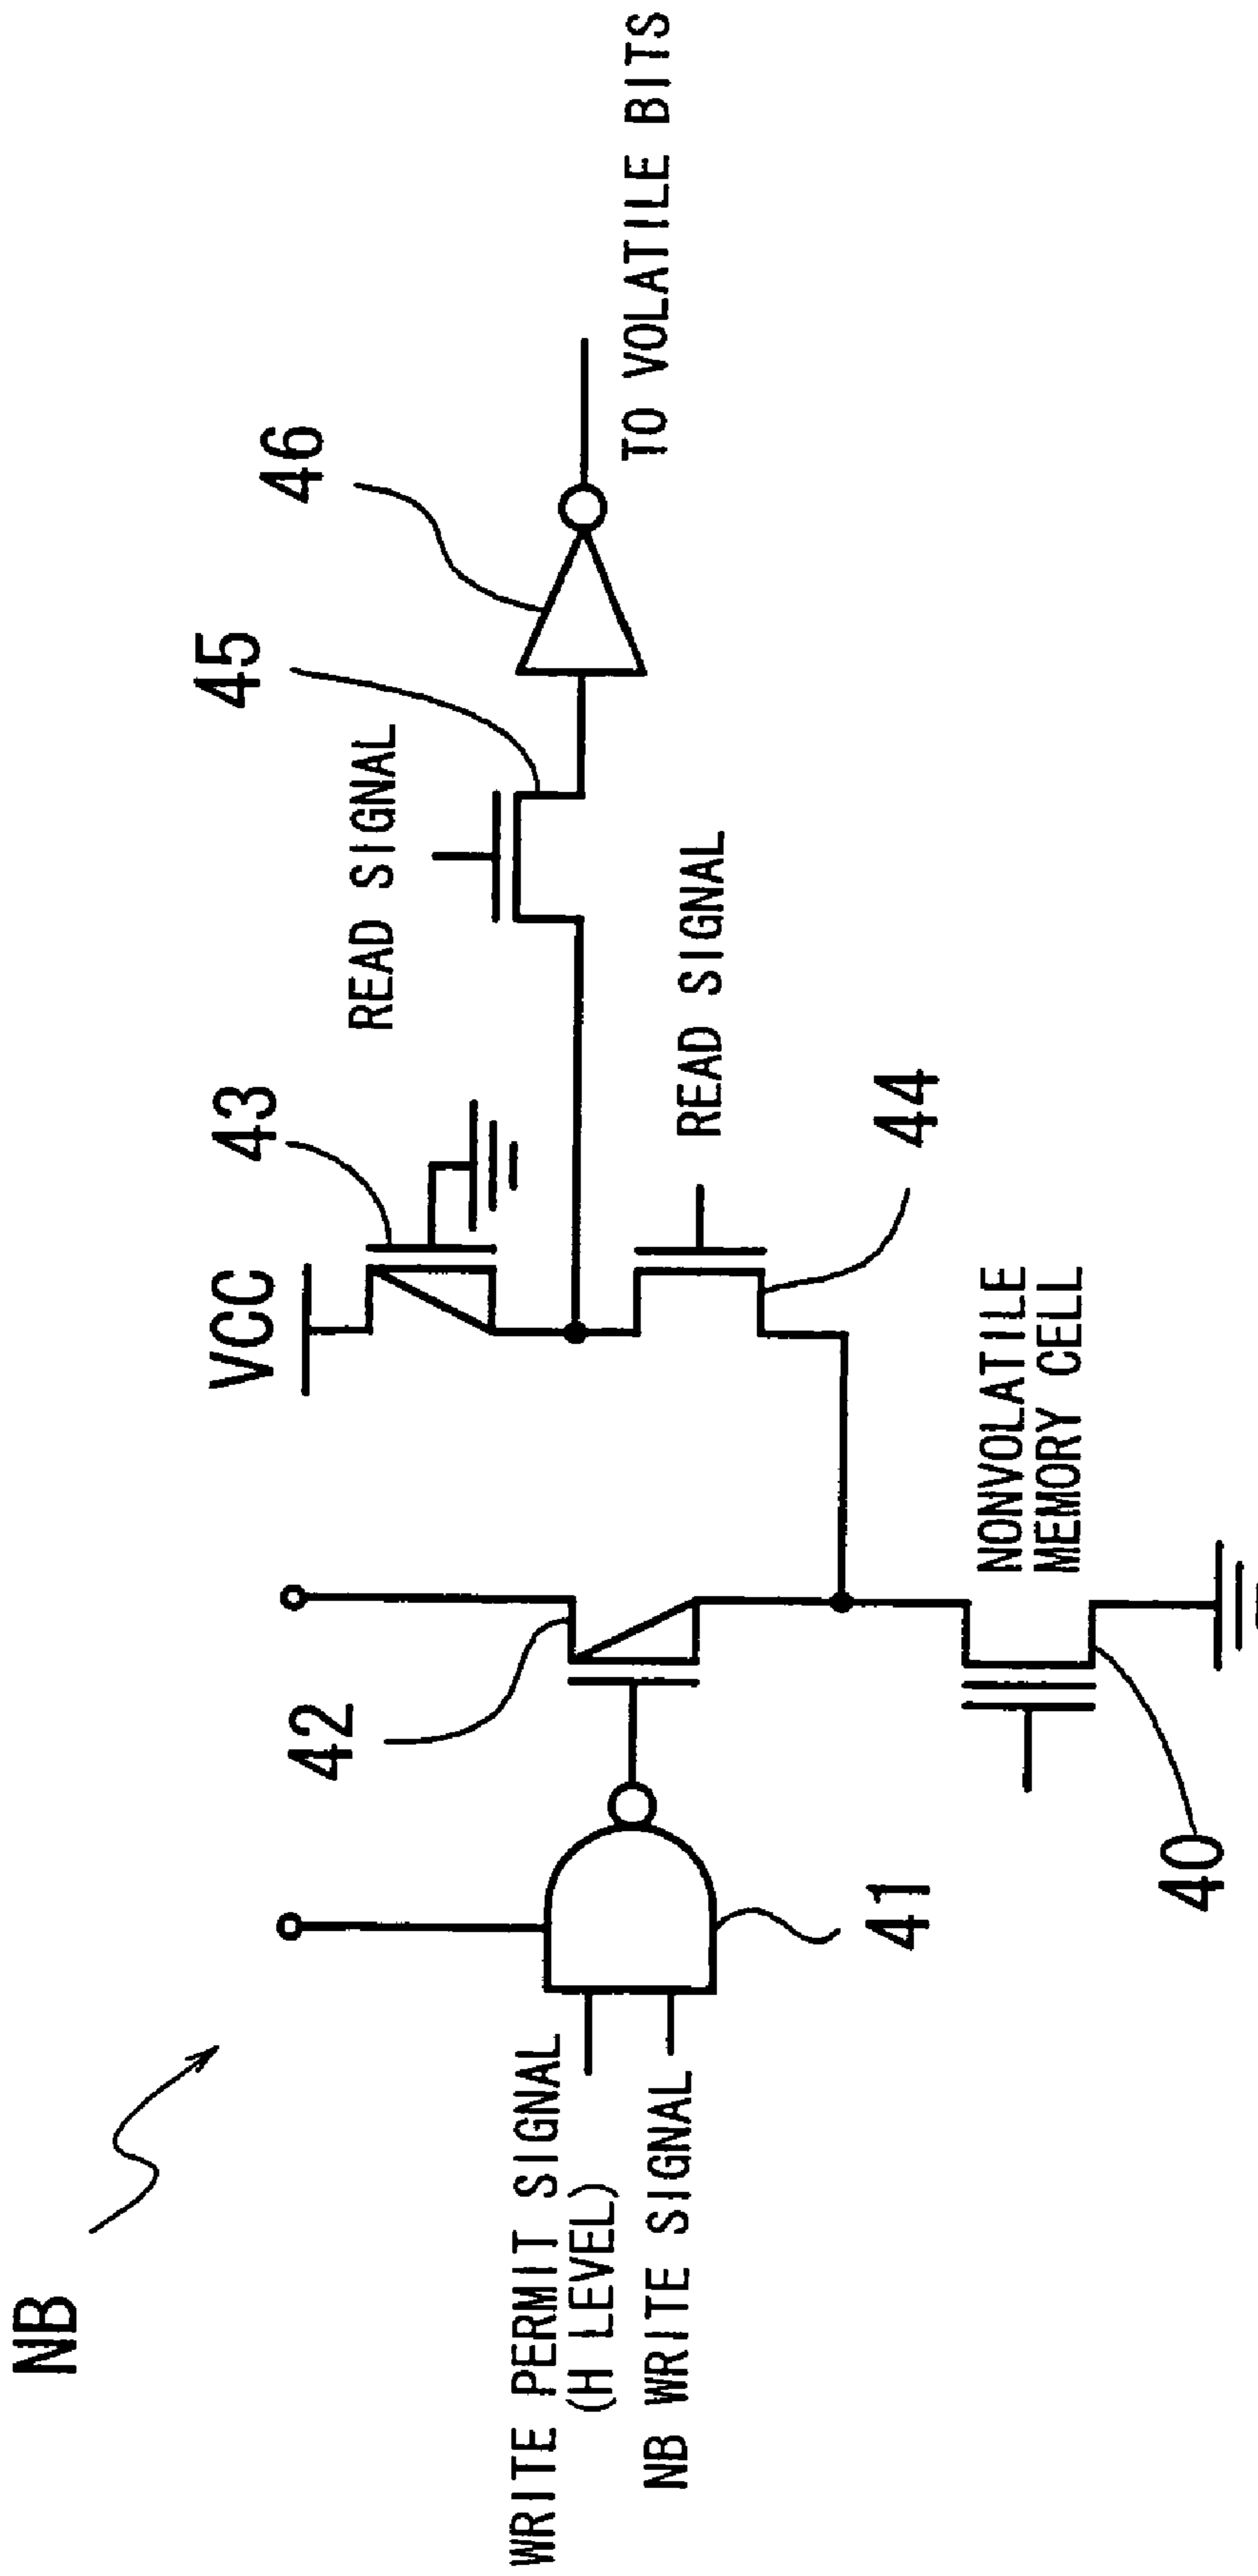 NB
VCC
43
45
46
READ SIGNAL
42
WRITE PERMIT SIGNAL
(H LEVEL)
NB WRITE SIGNAL
TO VOLATILE BITS
READ SIGNAL
41
44
NONVOLATILE
MEMORY CELL
40